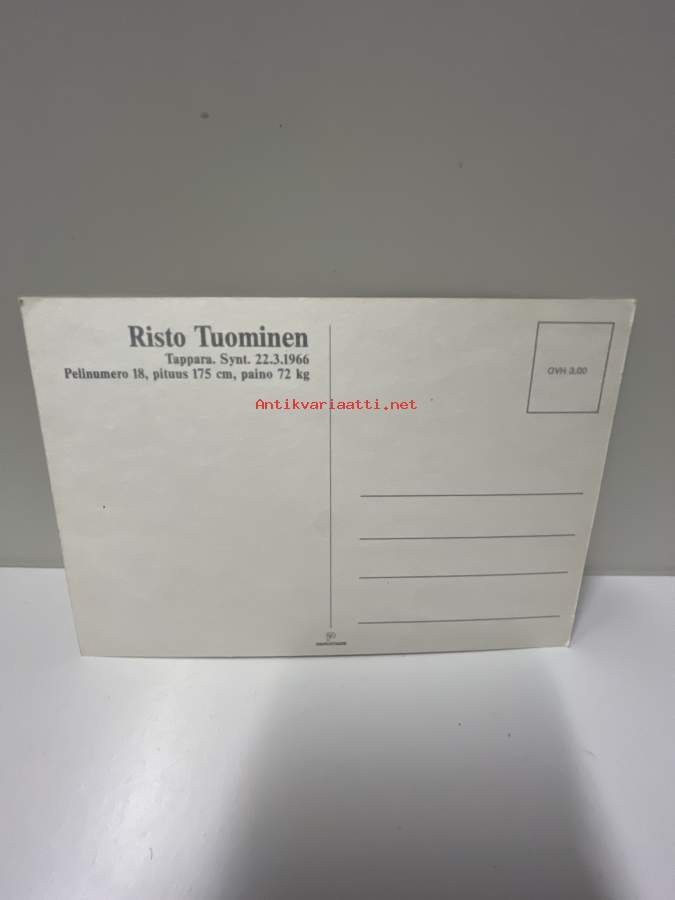 Risto Tuominen
Tappara. Synt. 22.3.1966
Pelinumero 18, pituus 175 cm, paino 72 kg
Antikvariaatti.net
OVH 3,00